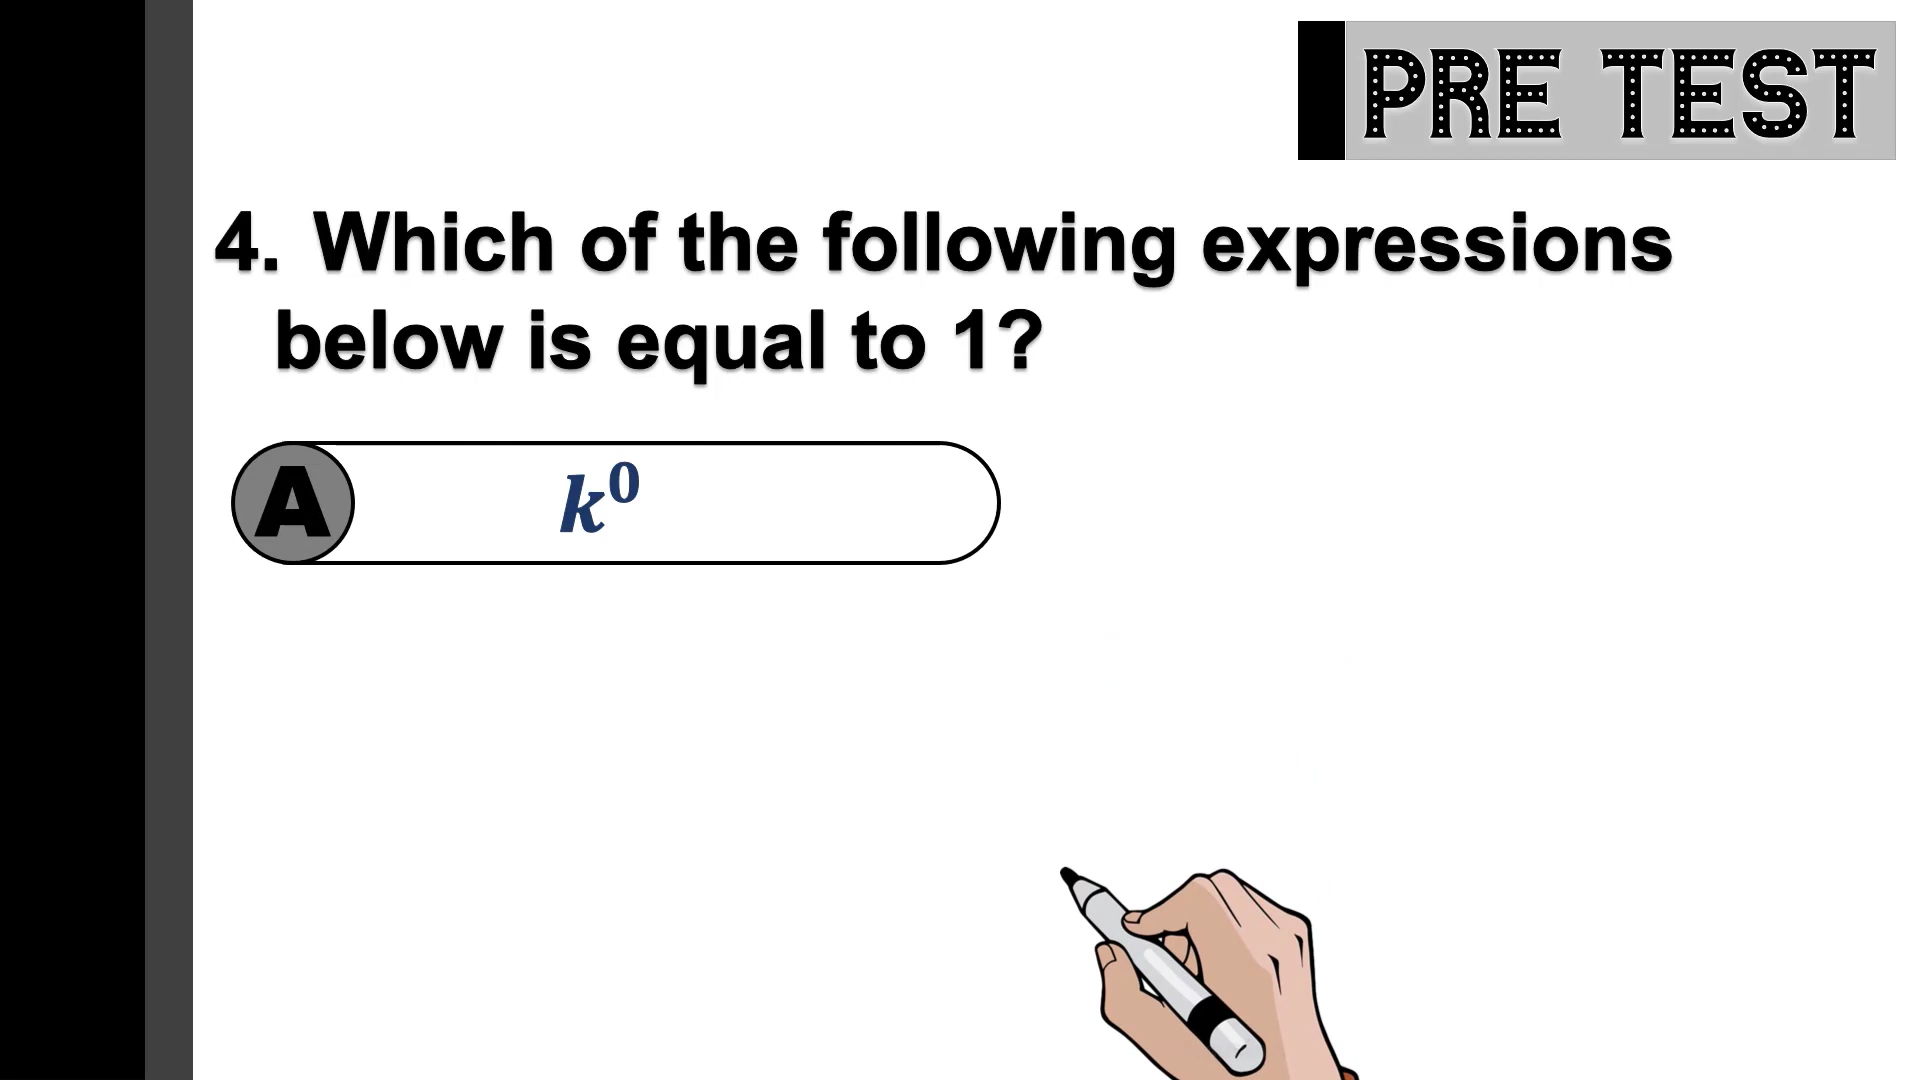 PRE TEST
4. Which of the following expressions
below is equal to 1?
A k⁰